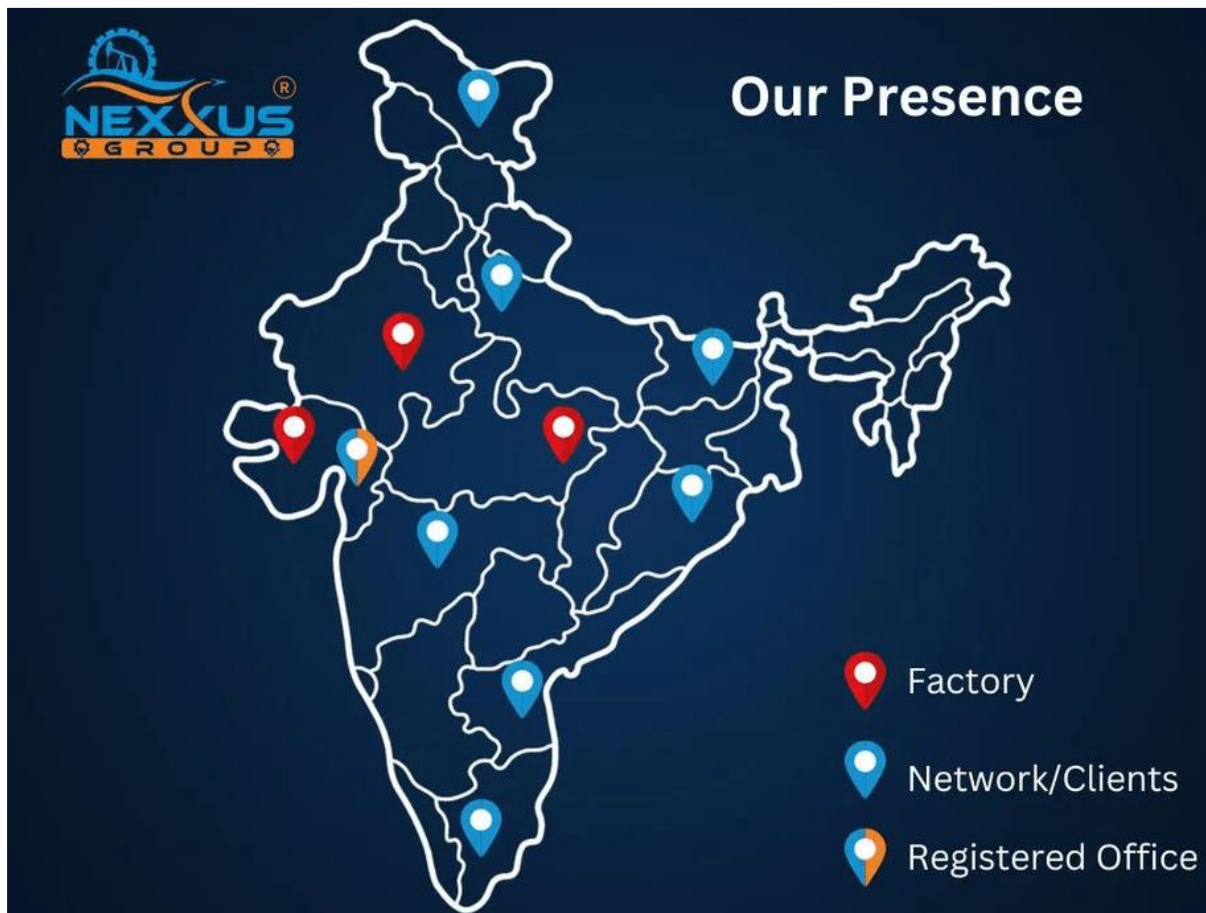 NEXXUS ®
GROUP
Our Presence
Factory
Network/Clients
Registered Office